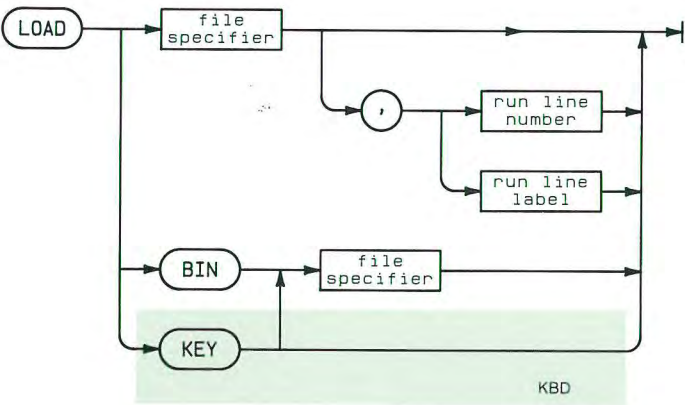 LOAD
file
specifier
,
run line
number
run line
label
BIN
file
specifier
KEY
KBD